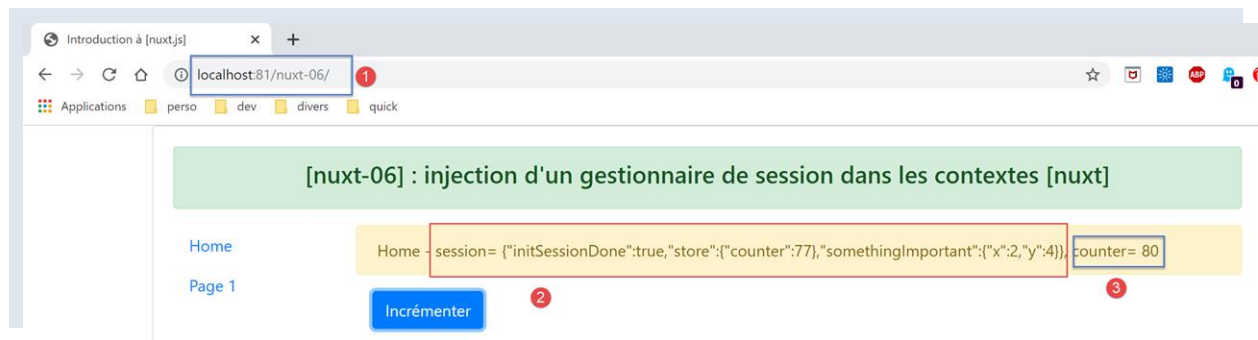 Introduction à [nuxt.js]
localhost:81/nuxt-06/
1
ABP
0
Applications perso dev divers quick
[nuxt-06] : injection d'un gestionnaire de session dans les contextes [nuxt]
Home
Home - session= {"initSessionDone":true,"store":{"counter":77},"somethingImportant":{"x":2,"y":4}}, counter= 80
Page 1
2
3
Incrémenter